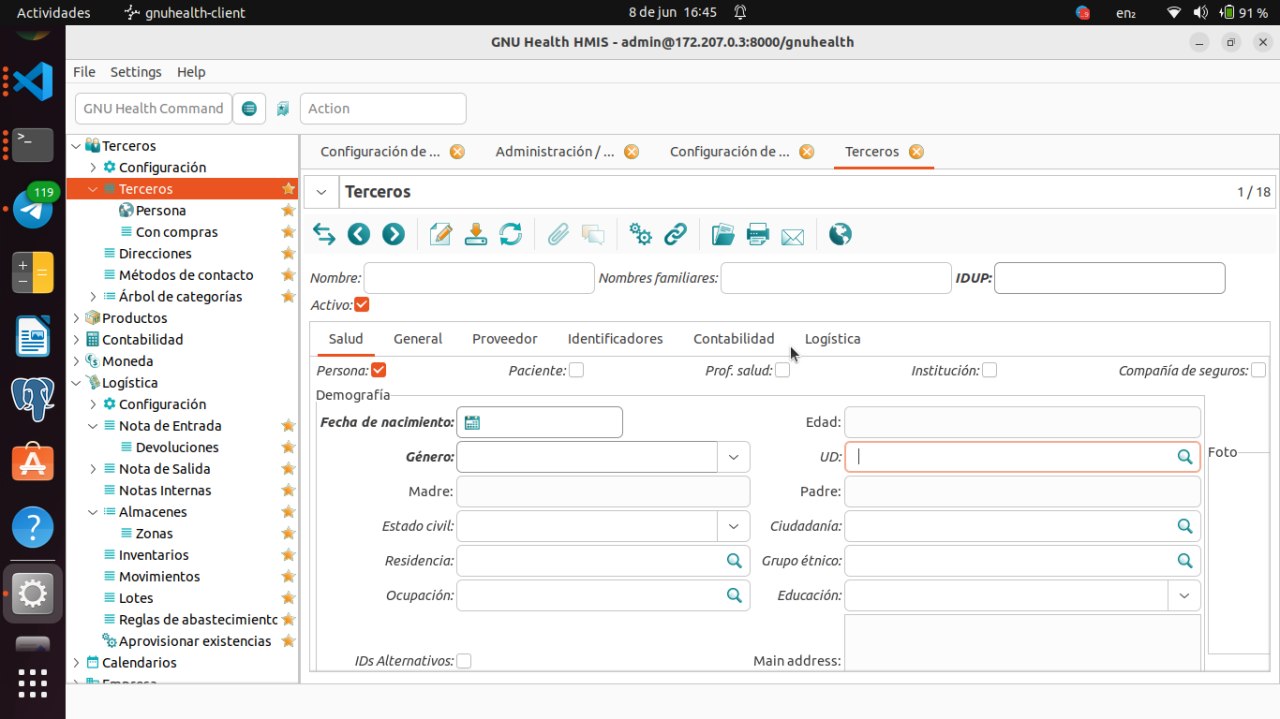 Actividades
gnuhealth-client
8 de jun 16:45
9
en₂
91 %
GNU Health HMIS - admin@172.207.0.3:8000/gnuhealth
File Settings Help
GNU Health Command
Action
119
Terceros
Configuración
Terceros
Persona
Con compras
Direcciones
Métodos de contacto
Árbol de categorías
Productos
Contabilidad
Moneda
Logística
Configuración
Nota de Entrada
Devoluciones
Nota de Salida
Notas Internas
Almacenes
Zonas
Inventarios
Movimientos
Lotes
Reglas de abastecimiento
Aprovisionar existencias
Calendarios
Configuración de ...
Administración / ...
Configuración de ...
Terceros
Terceros
1 / 18
Nombre:
Nombres familiares:
IDUP:
Activo:
Salud
General
Proveedor
Identificadores
Contabilidad
Logística
Persona:
Paciente:
Prof. salud:
Institución:
Compañía de seguros:
Demografía
Fecha de nacimiento:
Edad:
Género:
UD:
Foto
Madre:
Padre:
Estado civil:
Ciudadanía:
Residencia:
Grupo étnico:
Ocupación:
Educación:
IDs Alternativos:
Main address: